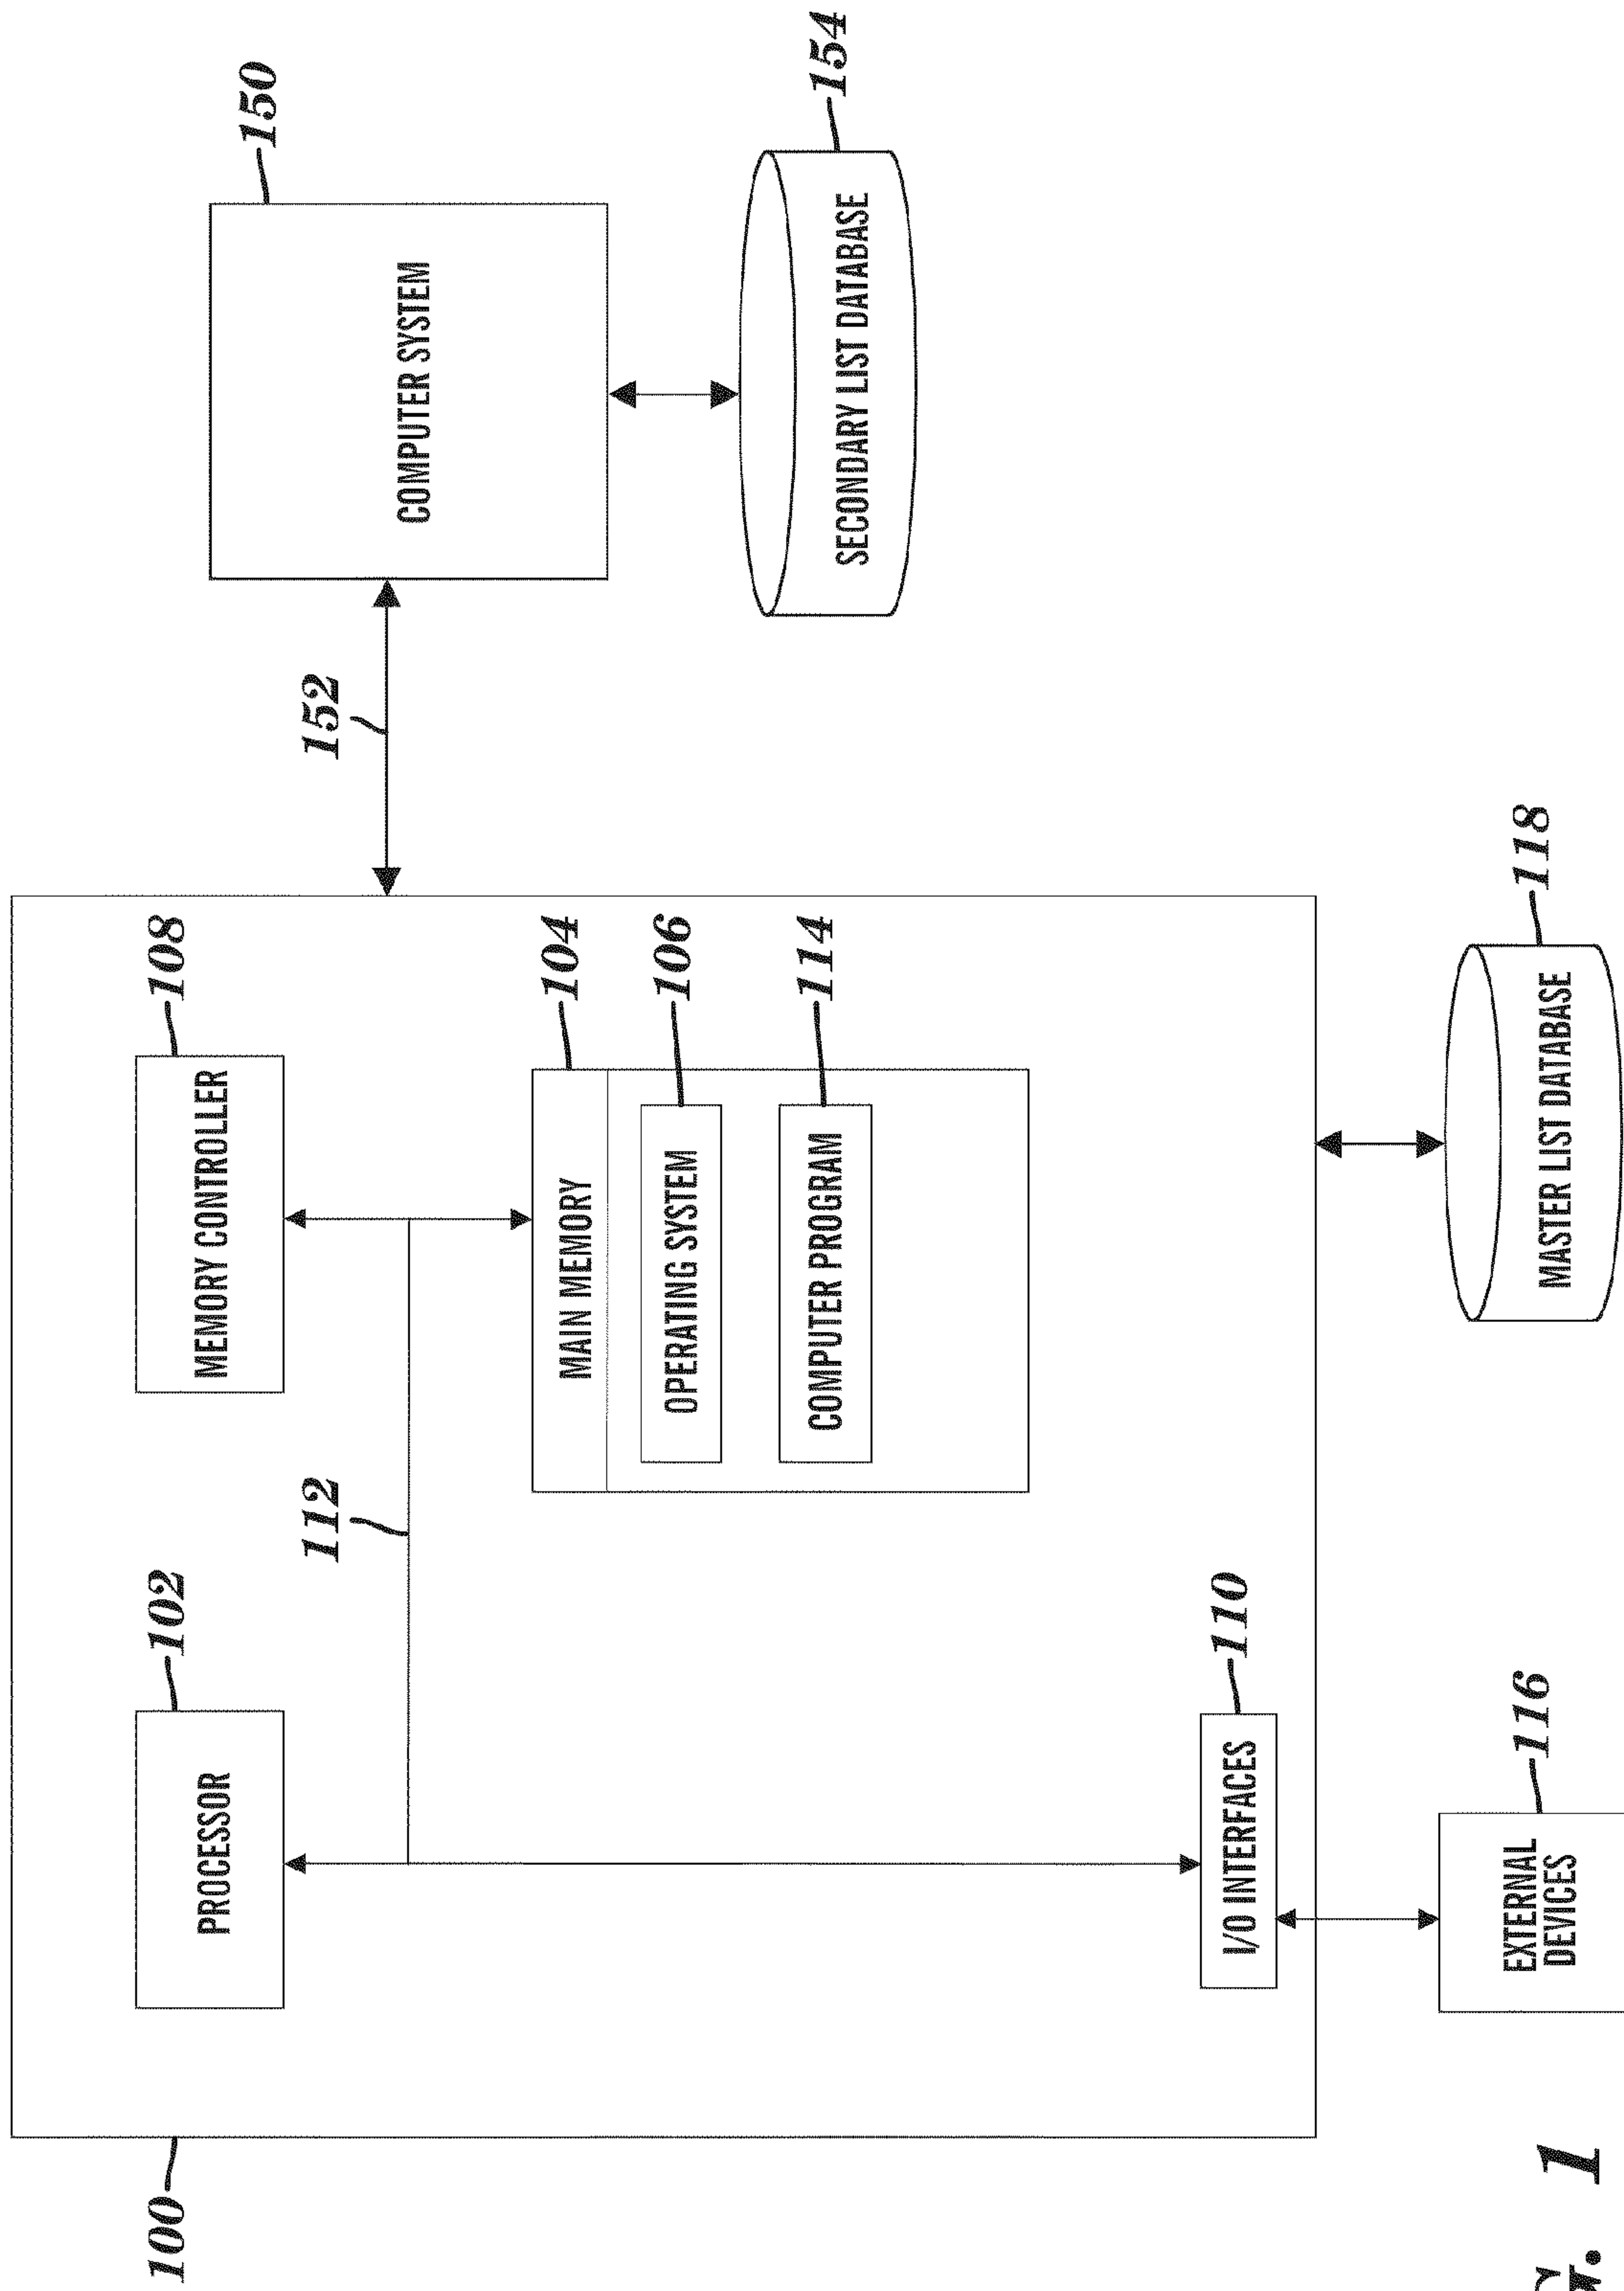 100
PROCESSOR
102
MEMORY CONTROLLER
108
112
MAIN MEMORY
104
OPERATING SYSTEM
106
COMPUTER PROGRAM
114
I/O INTERFACES
110
EXTERNAL
DEVICES
116
MASTER LIST DATABASE
118
152
COMPUTER SYSTEM
150
SECONDARY LIST DATABASE
154
G. 1